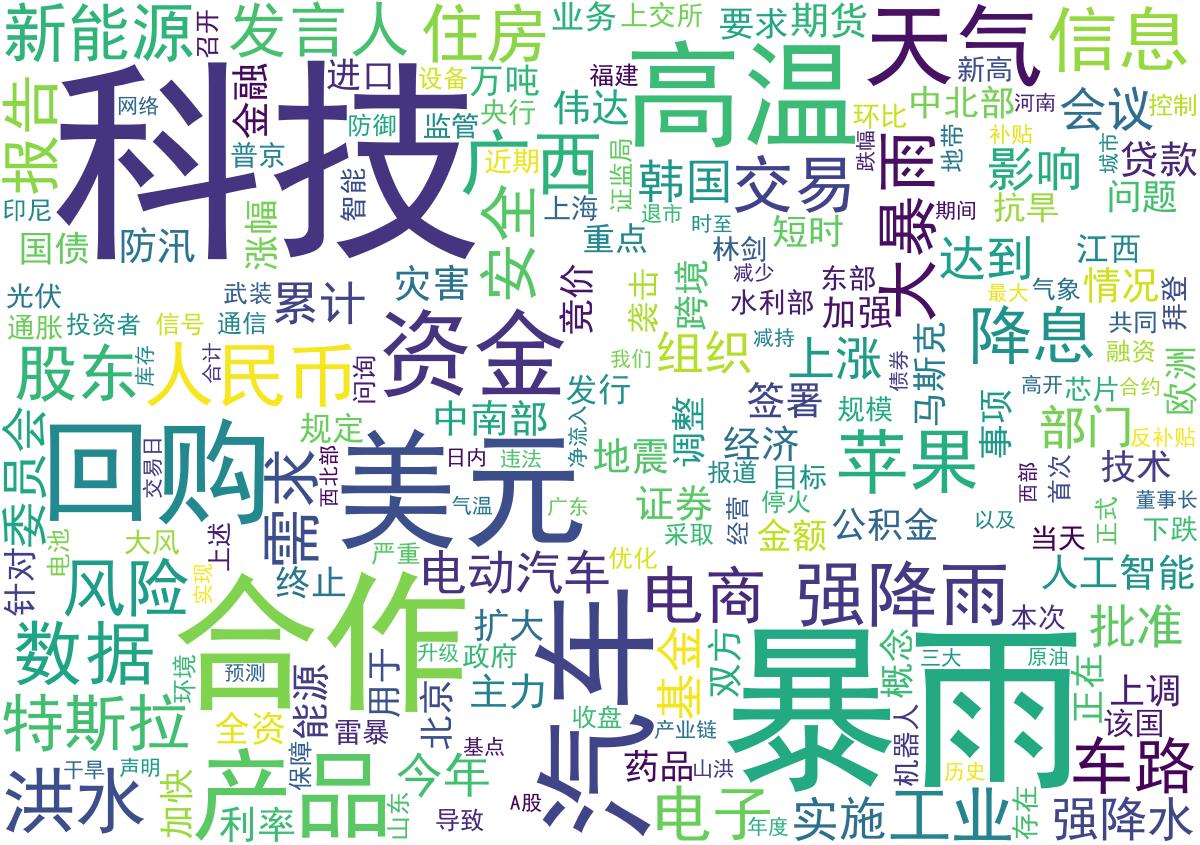 新能源
召开
发言人
住房
业务
上交所
要求
期货
天气
信息
报告
科技
网络
金融
进口
设备
万吨
福建
高温
新高
环比
中北部
河南
会议
控制
防御
监管
央行
伟达
普京
智能
广西
近期
证监局
韩国
交易
跌幅
大暴雨
地带
补贴
影响
城市
贷款
印尼
国债
防汛
涨幅
安全
上海
退市
时至
重点
林剑
短时
期间
抗旱
问题
达到
江西
光伏
武装
累计
灾害
竞价
袭击
跨境
减少
水利部
东部
加强
最大
气象
情况
拜登
通胀
投资者
信号
通信
资金
组织
我们
减持
上涨
债券
马斯克
降息
共同
融资
股东
库存
人民币
合计
问询
发行
签署
规模
高开
芯片
合约
欧洲
委员会
回购
交易日
规定
中南部
净流入
调整
经济
苹果
事项
部门
反补贴
需求
西北部
美元
日内
违法
地震
报道
目标
西部
首次
技术
气温
广东
证券
停火
董事长
电池
大风
上述
采取
经营
金额
公积金
以及
当天
正式
下跌
针对
风险
实现
终止
严重
电动汽车
优化
电商
强降雨
人工智能
数据
合作
扩大
汽车
基金
双方
暴雨
概念
本次
三大
原油
批准
环境
预测
升级
政府
特斯拉
全资
能源
用于
北京
主力
收盘
产业链
正在
上调
该国
雷暴
基点
药品
山洪
机器人
历史
车路
洪水
干旱
声明
加快
产品
保障
今年
利率
山东
导致
A股
电子
年度
实施
工业
存在
强降水